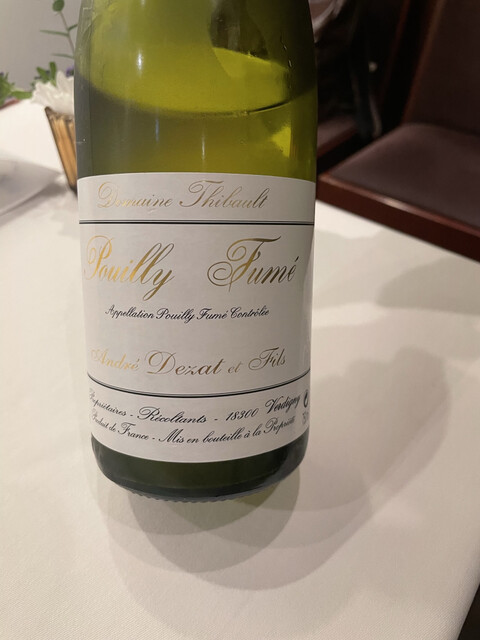 Domaine Thibault
Pouilly Fumé
Appellation Pouilly Fumé Contrôlée
André Dezat et Fils
Propriétaires - Récoltants - 18300 Verdigny
Produit de France - Mis en bouteille à la Propriété